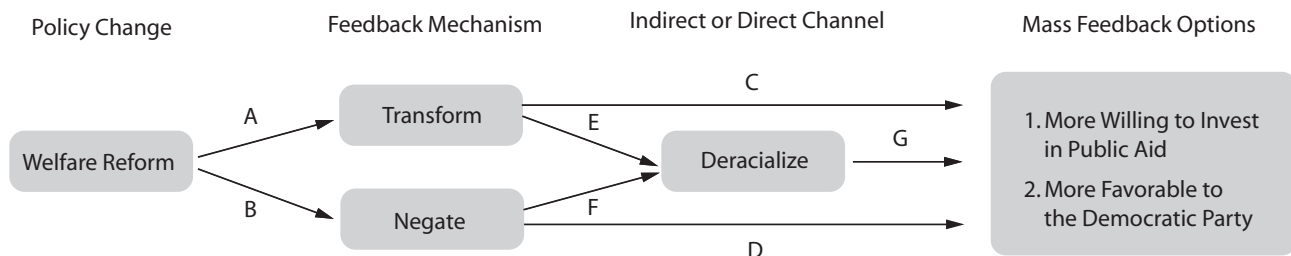 Policy Change
Feedback Mechanism
Indirect or Direct Channel
Mass Feedback Options
Welfare Reform
A
B
Transform
Negate
C
E
F
D
Deracialize
G
1. More Willing to Invest
in Public Aid
2. More Favorable to
the Democratic Party